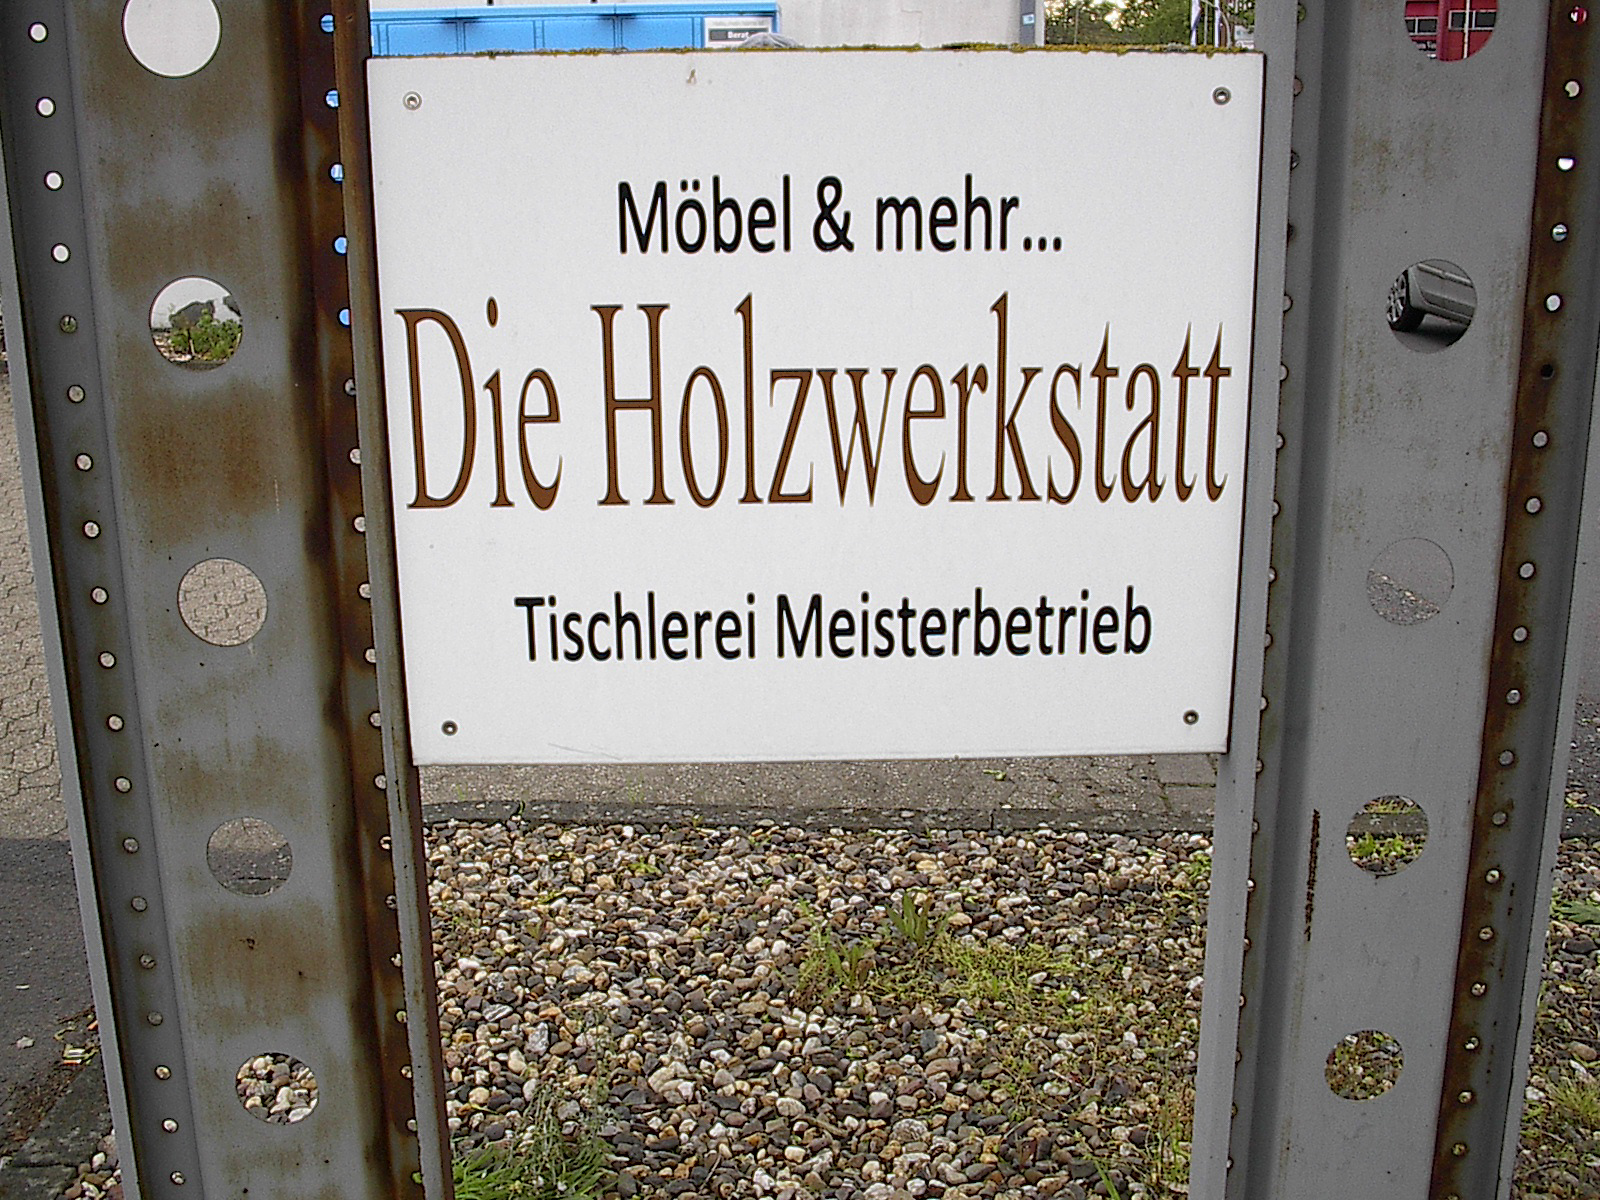 Möbel & mehr...
Die Holzwerkstatt
Tischlerei Meisterbetrieb